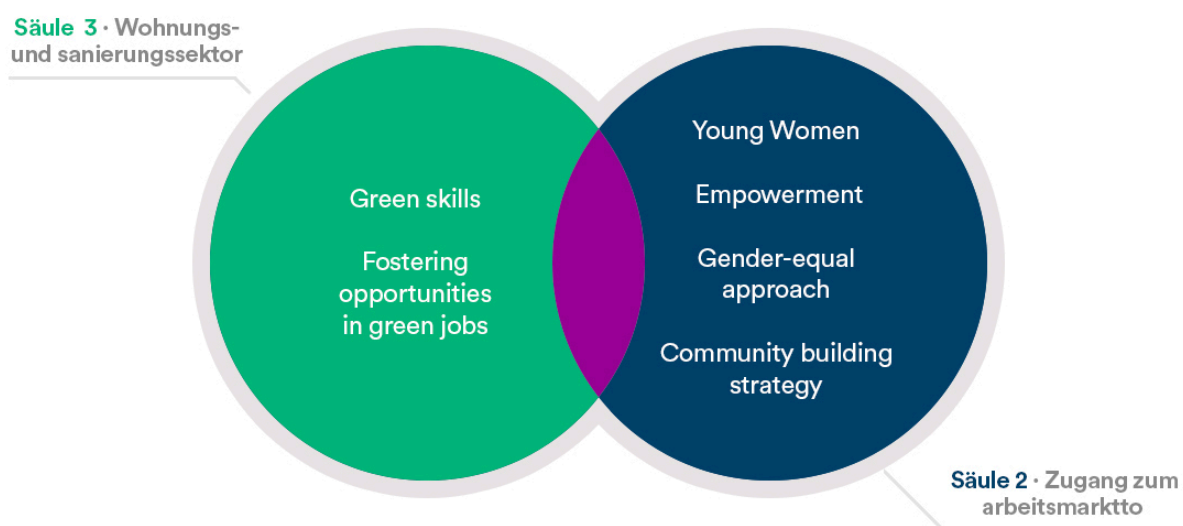 Säule 3 · Wohnungs-
und sanierungssektor
Green skills
Fostering
opportunities
in green jobs
Young Women
Empowerment
Gender-equal
approach
Community building
strategy
Säule 2 · Zugang zum
arbeitsmarktto